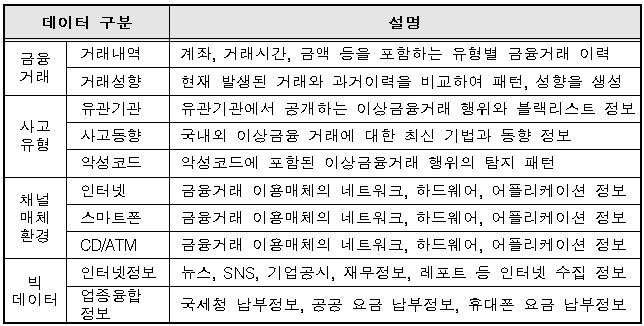 데이터 구분 설명
금융 거래 거래내역 계좌, 거래시간, 금액 등을 포함하는 유형별 금융거래 이력
거래성향 현재 발생된 거래와 과거이력을 비교하여 패턴, 성향을 생성
사고 유형 유관기관 유관기관에서 공개하는 이상금융거래 행위와 블랙리스트 정보
사고동향 국내외 이상금융 거래에 대한 최신 기법과 동향 정보
악성코드 악성코드에 포함된 이상금융거래 행위의 탐지 패턴
채널 매체 환경 인터넷 금융거래 이용매체의 네트워크, 하드웨어, 어플리케이션 정보
스마트폰 금융거래 이용매체의 네트워크, 하드웨어, 어플리케이션 정보
CD/ATM 금융거래 이용매체의 네트워크, 하드웨어, 어플리케이션 정보
빅 데이터 인터넷정보 뉴스, SNS, 기업공시, 재무정보, 레포트 등 인터넷 수집 정보
업종융합 정보 국세청 납부정보, 공공 요금 납부정보, 휴대폰 요금 납부정보